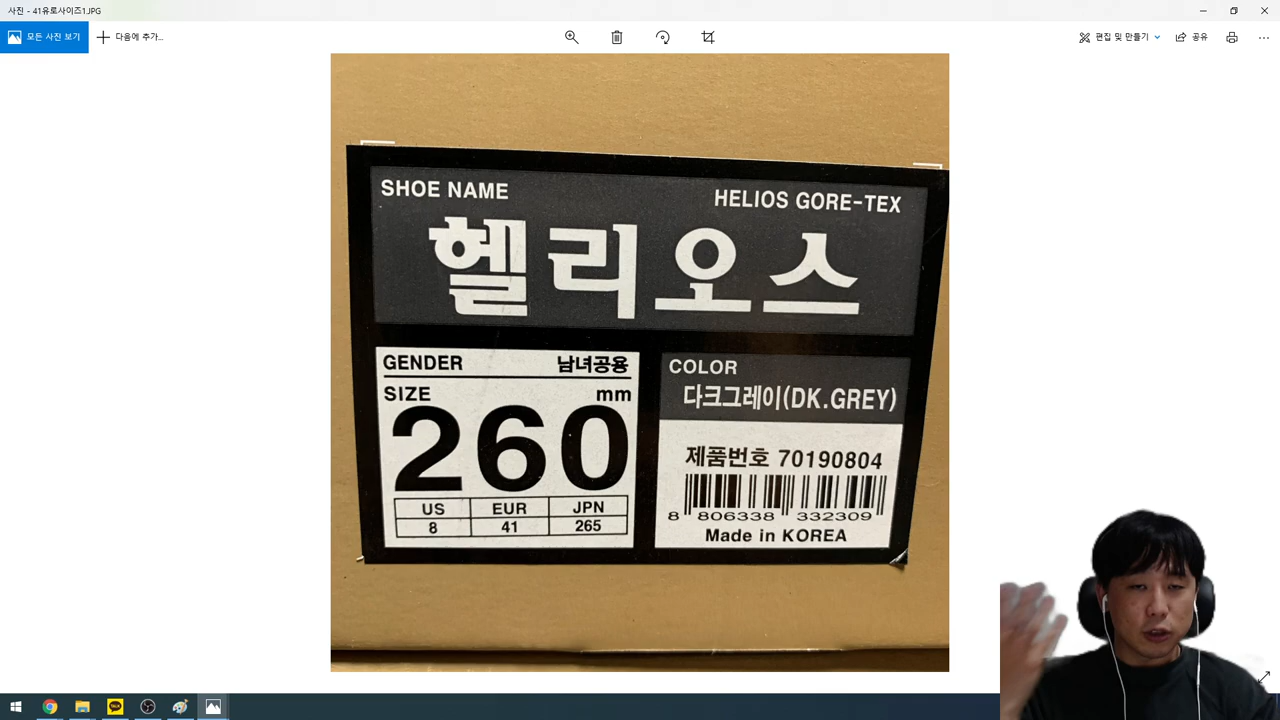 사진 - 41유로사이즈1.JPG
모든 사진 보기
다음에 추가...
편집 및 만들기
공유
SHOE NAME
HELIOS GORE-TEX
헬리오스
GENDER 남녀공용
SIZE mm
260
US EUR JPN
8 41 265
COLOR
다크그레이(DK.GREY)
제품번호 70190804
8 806338 332309
Made in KOREA
TALK